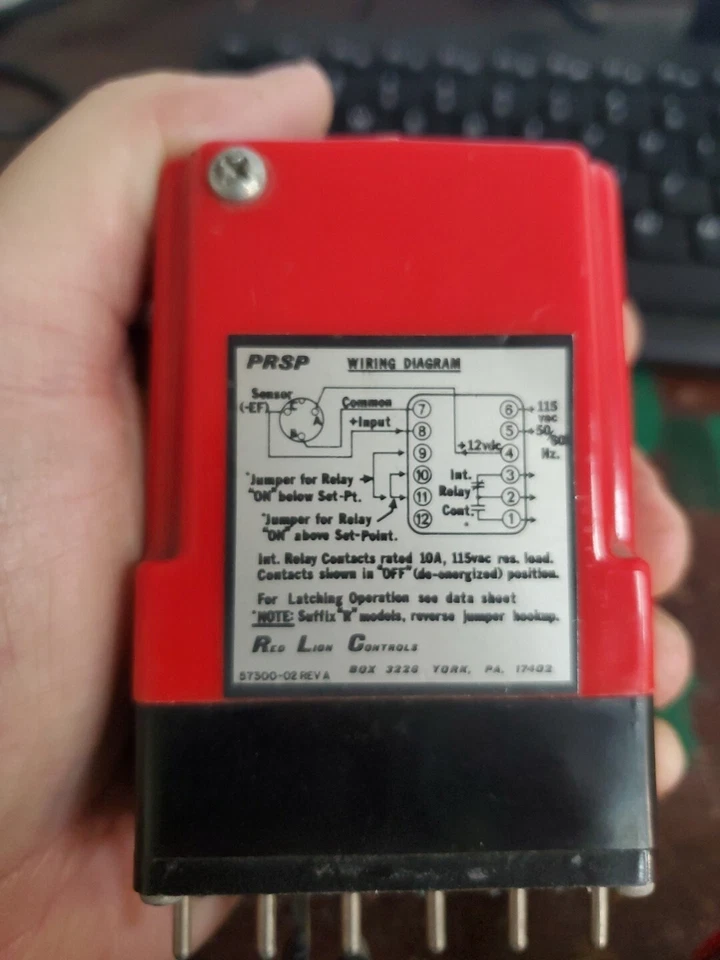 PRSP WIRING DIAGRAM
Sensor
(-EF)
A
B
Common
+Input
7
8
9
10
11
12
6
5
4
3
2
1
115
vac
50/60
Hz.
+12vdc
Int.
Relay
Cont.
*Jumper for Relay
"ON" below Set-Pt.
*Jumper for Relay
"ON" above Set-Point.
Int. Relay Contacts rated 10A, 115vac res. load.
Contacts shown in "OFF" (de-energized) position.
For Latching Operation see data sheet
*NOTE: Suffix "R" models, reverse jumper hookup.
RED LION CONTROLS
57300-02 REV A BOX 3226 YORK, PA. 17402